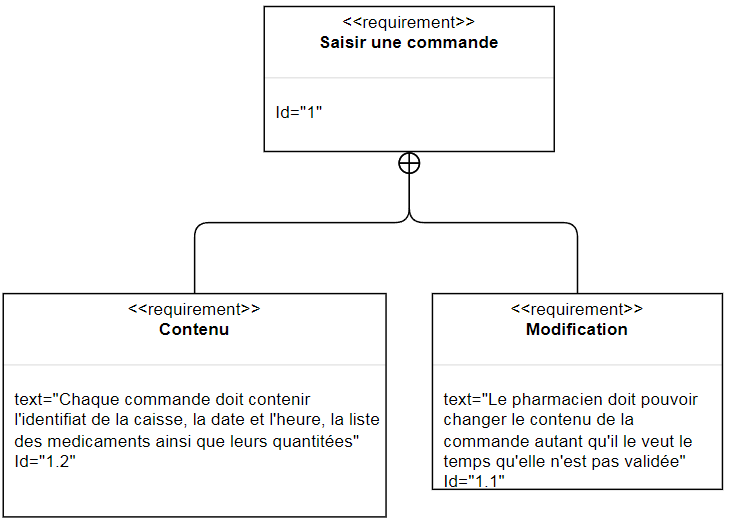 <<requirement>>
Saisir une commande
Id="1"
<<requirement>>
Contenu
text="Chaque commande doit contenir
l'identifiat de la caisse, la date et l'heure, la liste
des medicaments ainsi que leurs quantitées"
Id="1.2"
<<requirement>>
Modification
text="Le pharmacien doit pouvoir
changer le contenu de la
commande autant qu'il le veut le
temps qu'elle n'est pas validée"
Id="1.1"